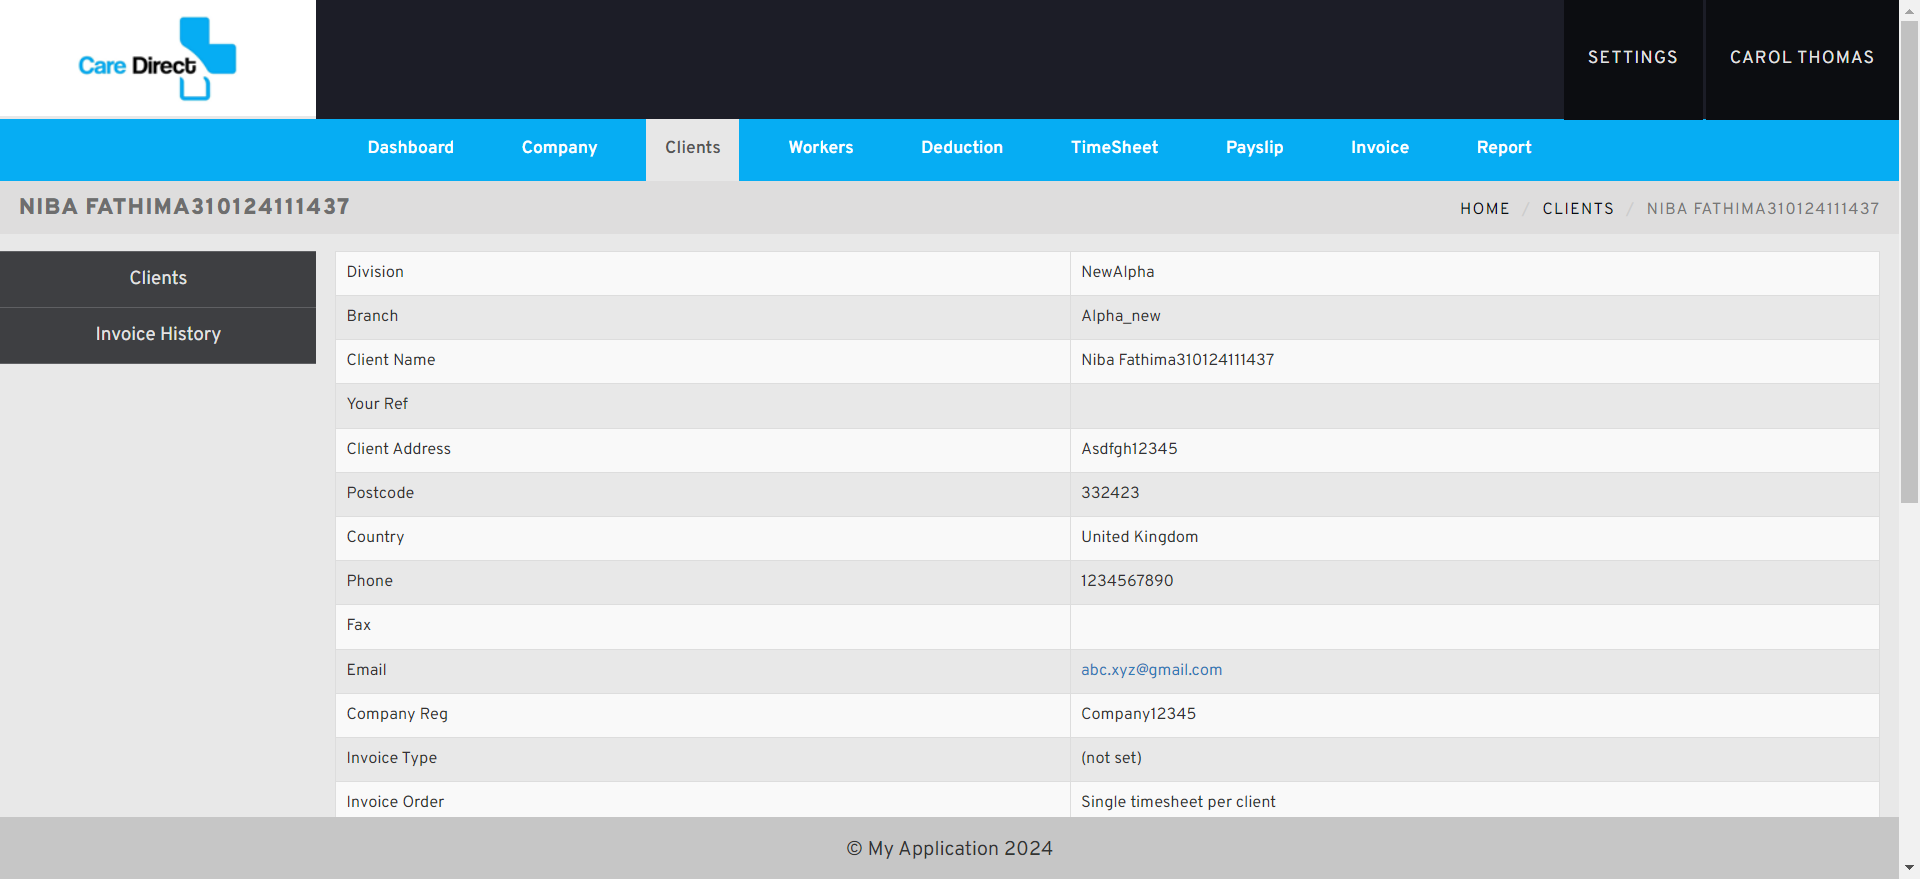 Care Direct
SETTINGS
CAROL THOMAS
Dashboard Company Clients Workers Deduction TimeSheet Payslip Invoice Report
NIBA FATHIMA310124111437
HOME / CLIENTS / NIBA FATHIMA310124111437
Clients
Invoice History
Division NewAlpha
Branch Alpha_new
Client Name Niba Fathima310124111437
Your Ref
Client Address Asdfgh12345
Postcode 332423
Country United Kingdom
Phone 1234567890
Fax
Email abc.xyz@gmail.com
Company Reg Company12345
Invoice Type (not set)
Invoice Order Single timesheet per client
© My Application 2024